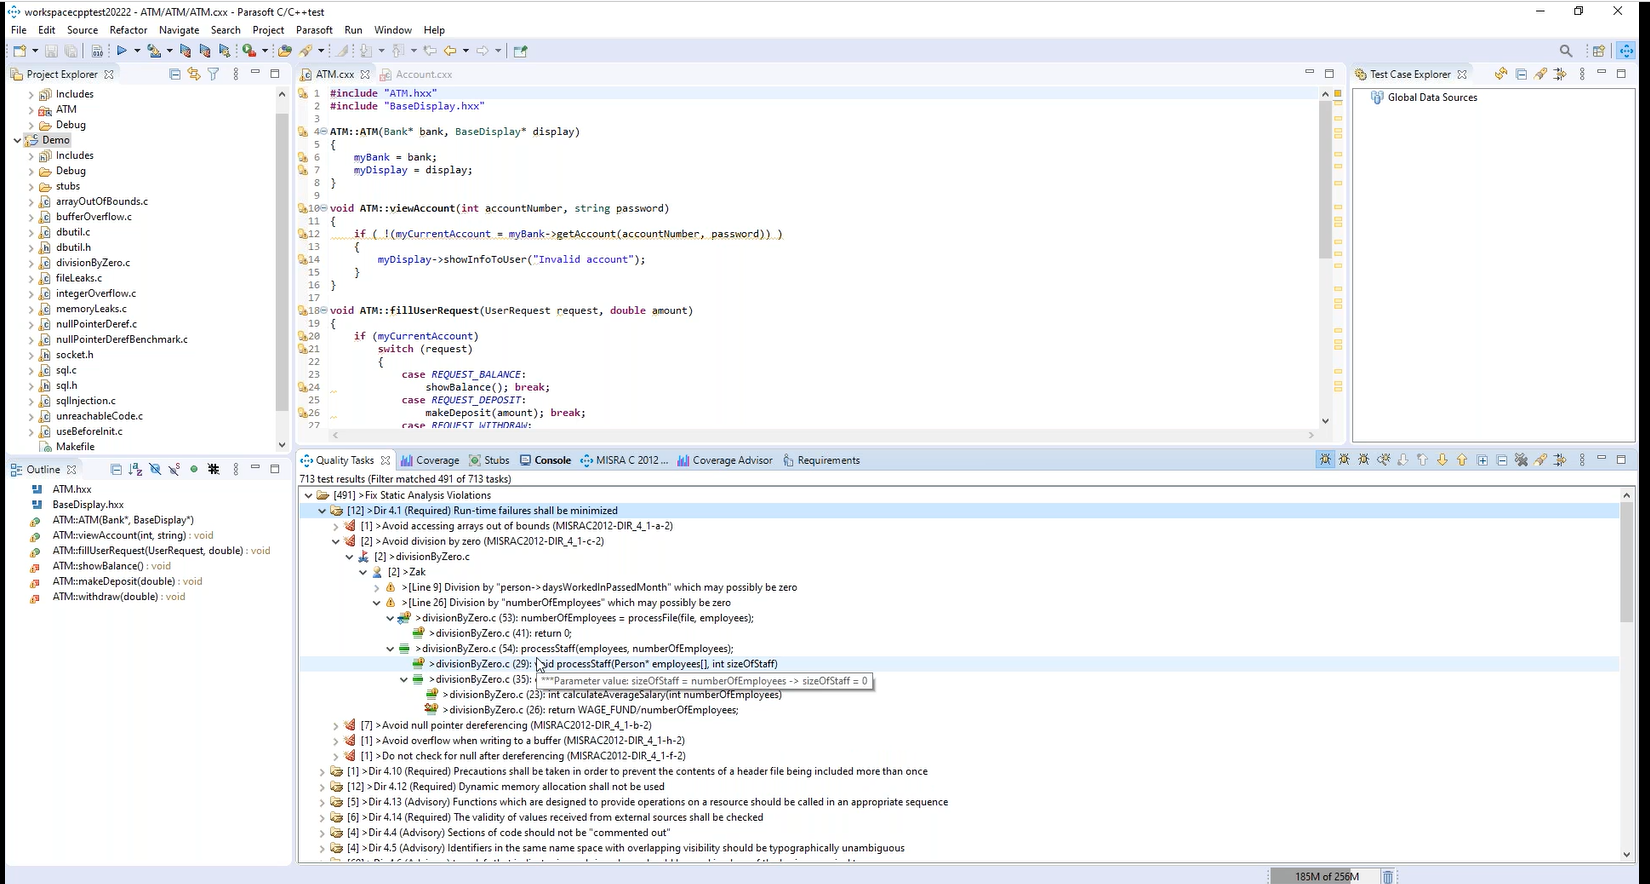 workspacecpptest20222 - ATM/ATM/ATM.cxx - Parasoft C/C++test
File Edit Source Refactor Navigate Search Project Parasoft Run Window Help
Project Explorer
Includes
ATM
Debug
Demo
Includes
Debug
stubs
arrayOutOfBounds.c
bufferOverflow.c
dbutil.c
dbutil.h
divisionByZero.c
fileLeaks.c
integerOverflow.c
memoryLeaks.c
nullPointerDeref.c
nullPointerDerefBenchmark.c
socket.h
sql.c
sql.h
sqlInjection.c
unreachableCode.c
useBeforeInit.c
Makefile
ATM.cxx Account.cxx
1 #include "ATM.hxx"
2 #include "BaseDisplay.hxx"
3
4 ATM::ATM(Bank* bank, BaseDisplay* display)
5 {
6 myBank = bank;
7 myDisplay = display;
8 }
9
10 void ATM::viewAccount(int accountNumber, string password)
11 {
12 if ( !(myCurrentAccount = myBank->getAccount(accountNumber, password)) )
13 {
14 myDisplay->showInfoToUser("Invalid account");
15 }
16 }
17
18 void ATM::fillUserRequest(UserRequest request, double amount)
19 {
20 if (myCurrentAccount)
21 switch (request)
22 {
23 case REQUEST_BALANCE:
24 showBalance(); break;
25 case REQUEST_DEPOSIT:
26 makeDeposit(amount); break;
27 case REQUEST_WITHDRAW:
Test Case Explorer
Global Data Sources
Outline
ATM.hxx
BaseDisplay.hxx
ATM::ATM(Bank*, BaseDisplay*)
ATM::viewAccount(int, string) : void
ATM::fillUserRequest(UserRequest, double) : void
ATM::showBalance() : void
ATM::makeDeposit(double) : void
ATM::withdraw(double) : void
Quality Tasks Coverage Stubs Console MISRA C 2012 ... Coverage Advisor Requirements
713 test results (Filter matched 491 of 713 tasks)
[491] >Fix Static Analysis Violations
[12] >Dir 4.1 (Required) Run-time failures shall be minimized
[1] >Avoid accessing arrays out of bounds (MISRAC2012-DIR_4_1-a-2)
[2] >Avoid division by zero (MISRAC2012-DIR_4_1-c-2)
[2] >divisionByZero.c
[2] >Zak
>[Line 9] Division by "person->daysWorkedInPassedMonth" which may possibly be zero
>[Line 26] Division by "numberOfEmployees" which may possibly be zero
>divisionByZero.c (53): numberOfEmployees = processFile(file, employees);
>divisionByZero.c (41): return 0;
>divisionByZero.c (54): processStaff(employees, numberOfEmployees);
>divisionByZero.c (29): void processStaff(Person* employees[], int sizeOfStaff)
>divisionByZero.c (35):
***Parameter value: sizeOfStaff = numberOfEmployees -> sizeOfStaff = 0
>divisionByZero.c (23): int calculateAverageSalary(int numberOfEmployees)
>divisionByZero.c (26): return WAGE_FUND/numberOfEmployees;
[7] >Avoid null pointer dereferencing (MISRAC2012-DIR_4_1-b-2)
[1] >Avoid overflow when writing to a buffer (MISRAC2012-DIR_4_1-h-2)
[1] >Do not check for null after dereferencing (MISRAC2012-DIR_4_1-f-2)
[1] >Dir 4.10 (Required) Precautions shall be taken in order to prevent the contents of a header file being included more than once
[12] >Dir 4.12 (Required) Dynamic memory allocation shall not be used
[5] >Dir 4.13 (Advisory) Functions which are designed to provide operations on a resource should be called in an appropriate sequence
[6] >Dir 4.14 (Required) The validity of values received from external sources shall be checked
[4] >Dir 4.4 (Advisory) Sections of code should not be "commented out"
[4] >Dir 4.5 (Advisory) Identifiers in the same name space with overlapping visibility should be typographically unambiguous
185M of 256M